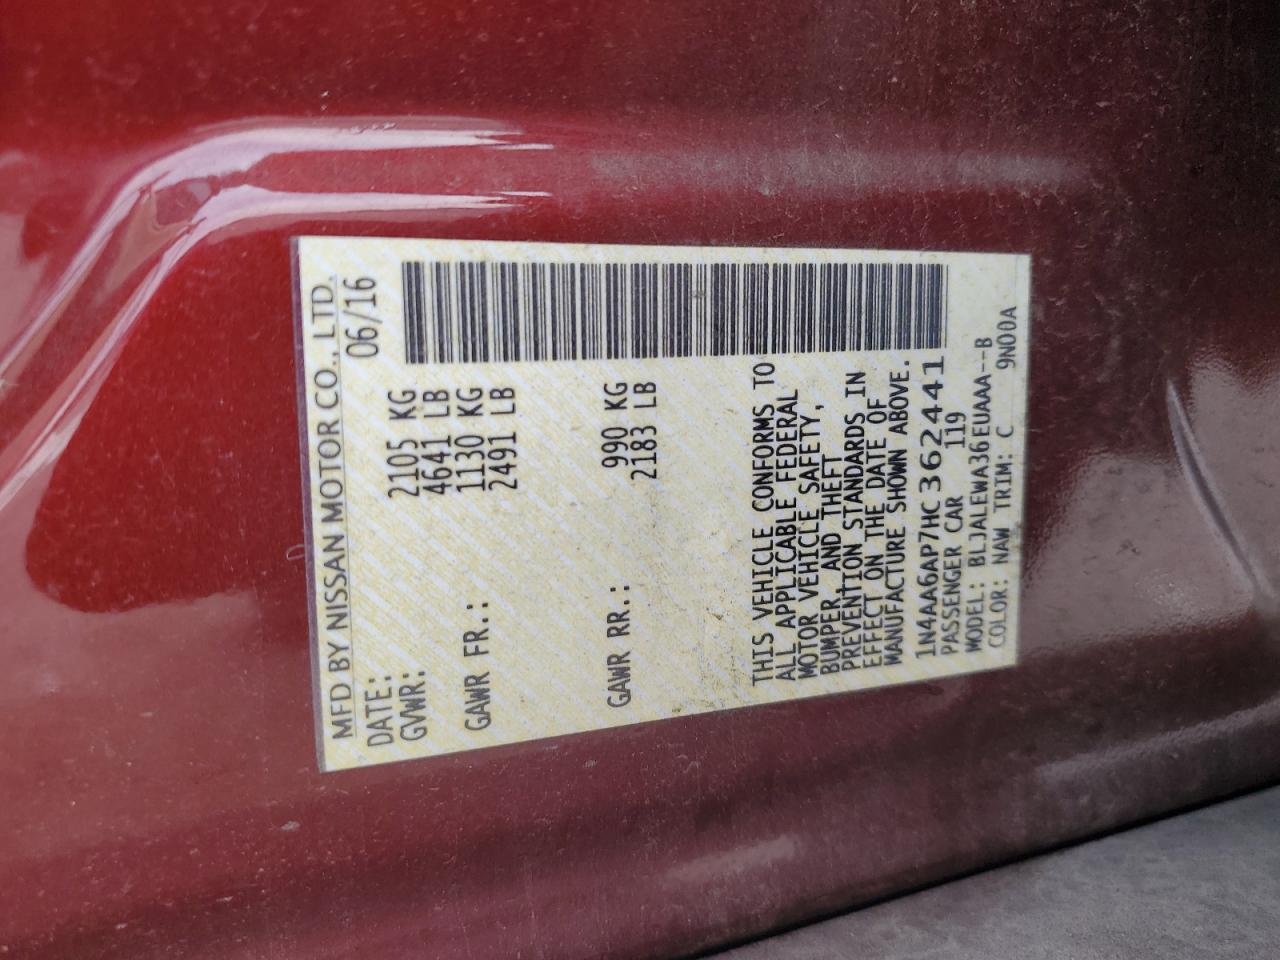 MFD BY NISSAN MOTOR CO., LTD.
DATE: 06/16
GVWR: 2105 KG
4641 LB
GAWR FR.: 1130 KG
2491 LB
GAWR RR.: 990 KG
2183 LB
THIS VEHICLE CONFORMS TO
ALL APPLICABLE FEDERAL
MOTOR VEHICLE SAFETY,
BUMPER, AND THEFT
PREVENTION STANDARDS IN
EFFECT ON THE DATE OF
MANUFACTURE SHOWN ABOVE.
1N4AA6AP7HC362441
PASSENGER CAR 119
MODEL: BLJALEWA36EUAAA--B
COLOR: NAW TRIM: C 9N00A